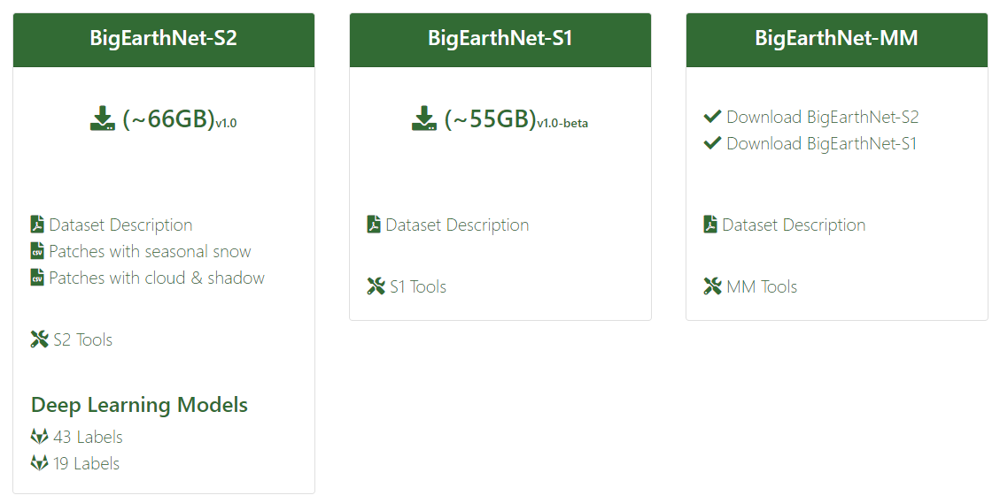 BigEarthNet-S2
(~66GB)v1.0
Dataset Description
Patches with seasonal snow
Patches with cloud & shadow
S2 Tools
Deep Learning Models
43 Labels
19 Labels
BigEarthNet-S1
(~55GB)v1.0-beta
Dataset Description
S1 Tools
BigEarthNet-MM
Download BigEarthNet-S2
Download BigEarthNet-S1
Dataset Description
MM Tools